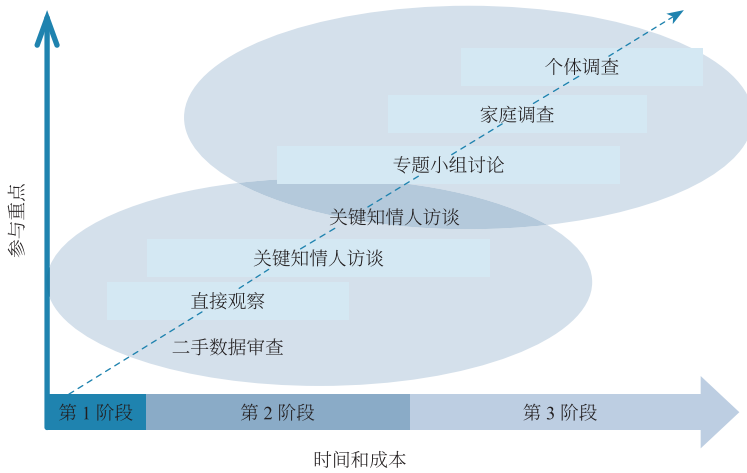 个体调查
家庭调查
专题小组讨论
关键知情人访谈
关键知情人访谈
直接观察
二手数据审查
参与重点
第 1 阶段
第 2 阶段
第 3 阶段
时间和成本